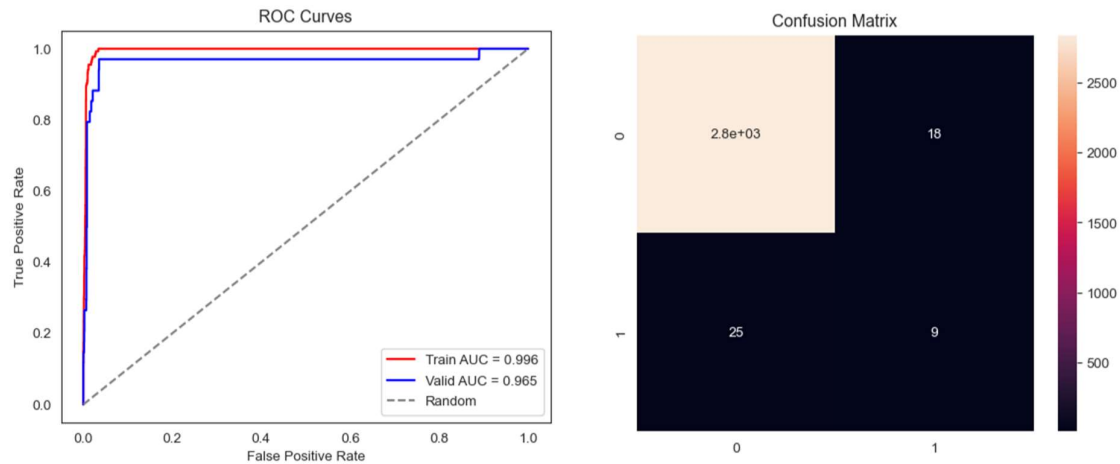 ROC Curves
1.0
0.8
0.6
0.4
0.2
0.0
True Positive Rate
0.0 0.2 0.4 0.6 0.8 1.0
False Positive Rate
Train AUC = 0.996
Valid AUC = 0.965
Random
Confusion Matrix
0
1
2.8e+03 18
25 9
0 1
2500
2000
1500
1000
500